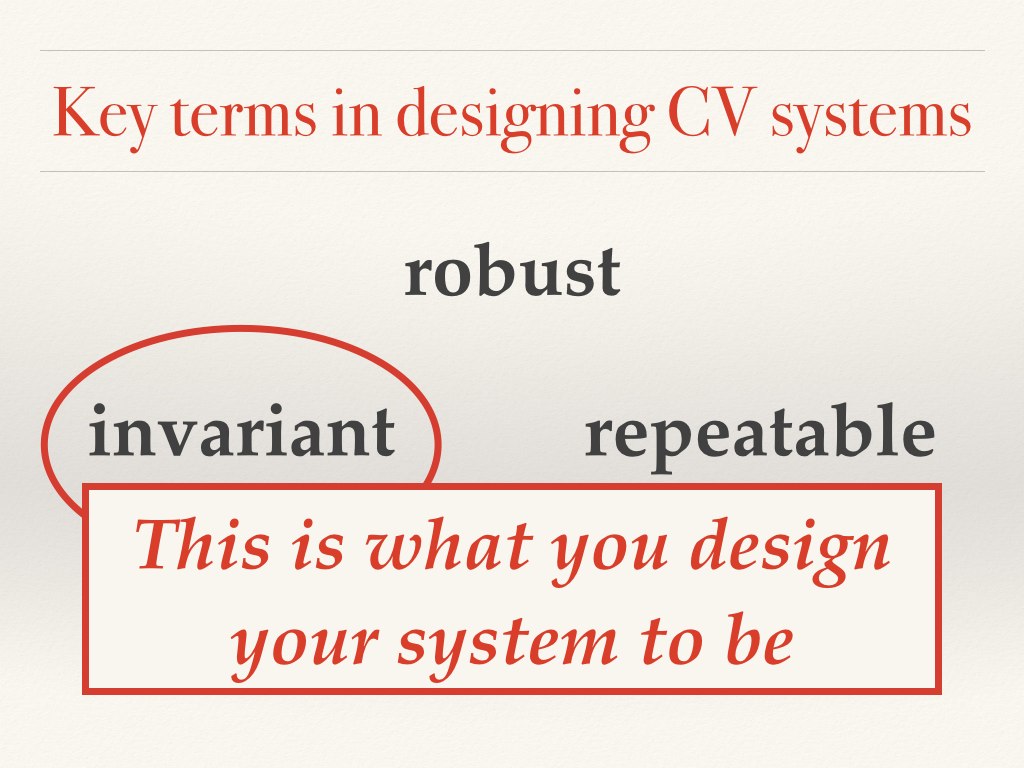 Key terms in designing CV systems
robust
invariant repeatable
This is what you design
your system to be